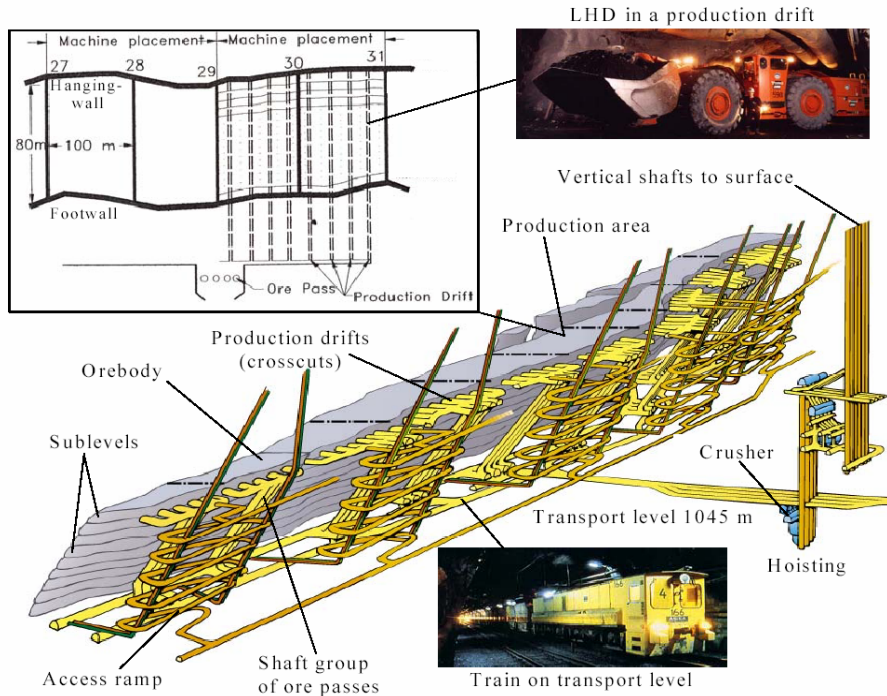 LHD in a production drift
Machine placement
Machine placement
27
28
29
30
31
Hanging-
wall
80m
100 m
Footwall
Ore Pass
Production Drift
Vertical shafts to surface
Production area
Production drifts
(crosscuts)
Orebody
Sublevels
Crusher
Transport level 1045 m
Hoisting
4
166
Access ramp
Shaft group
of ore passes
Train on transport level